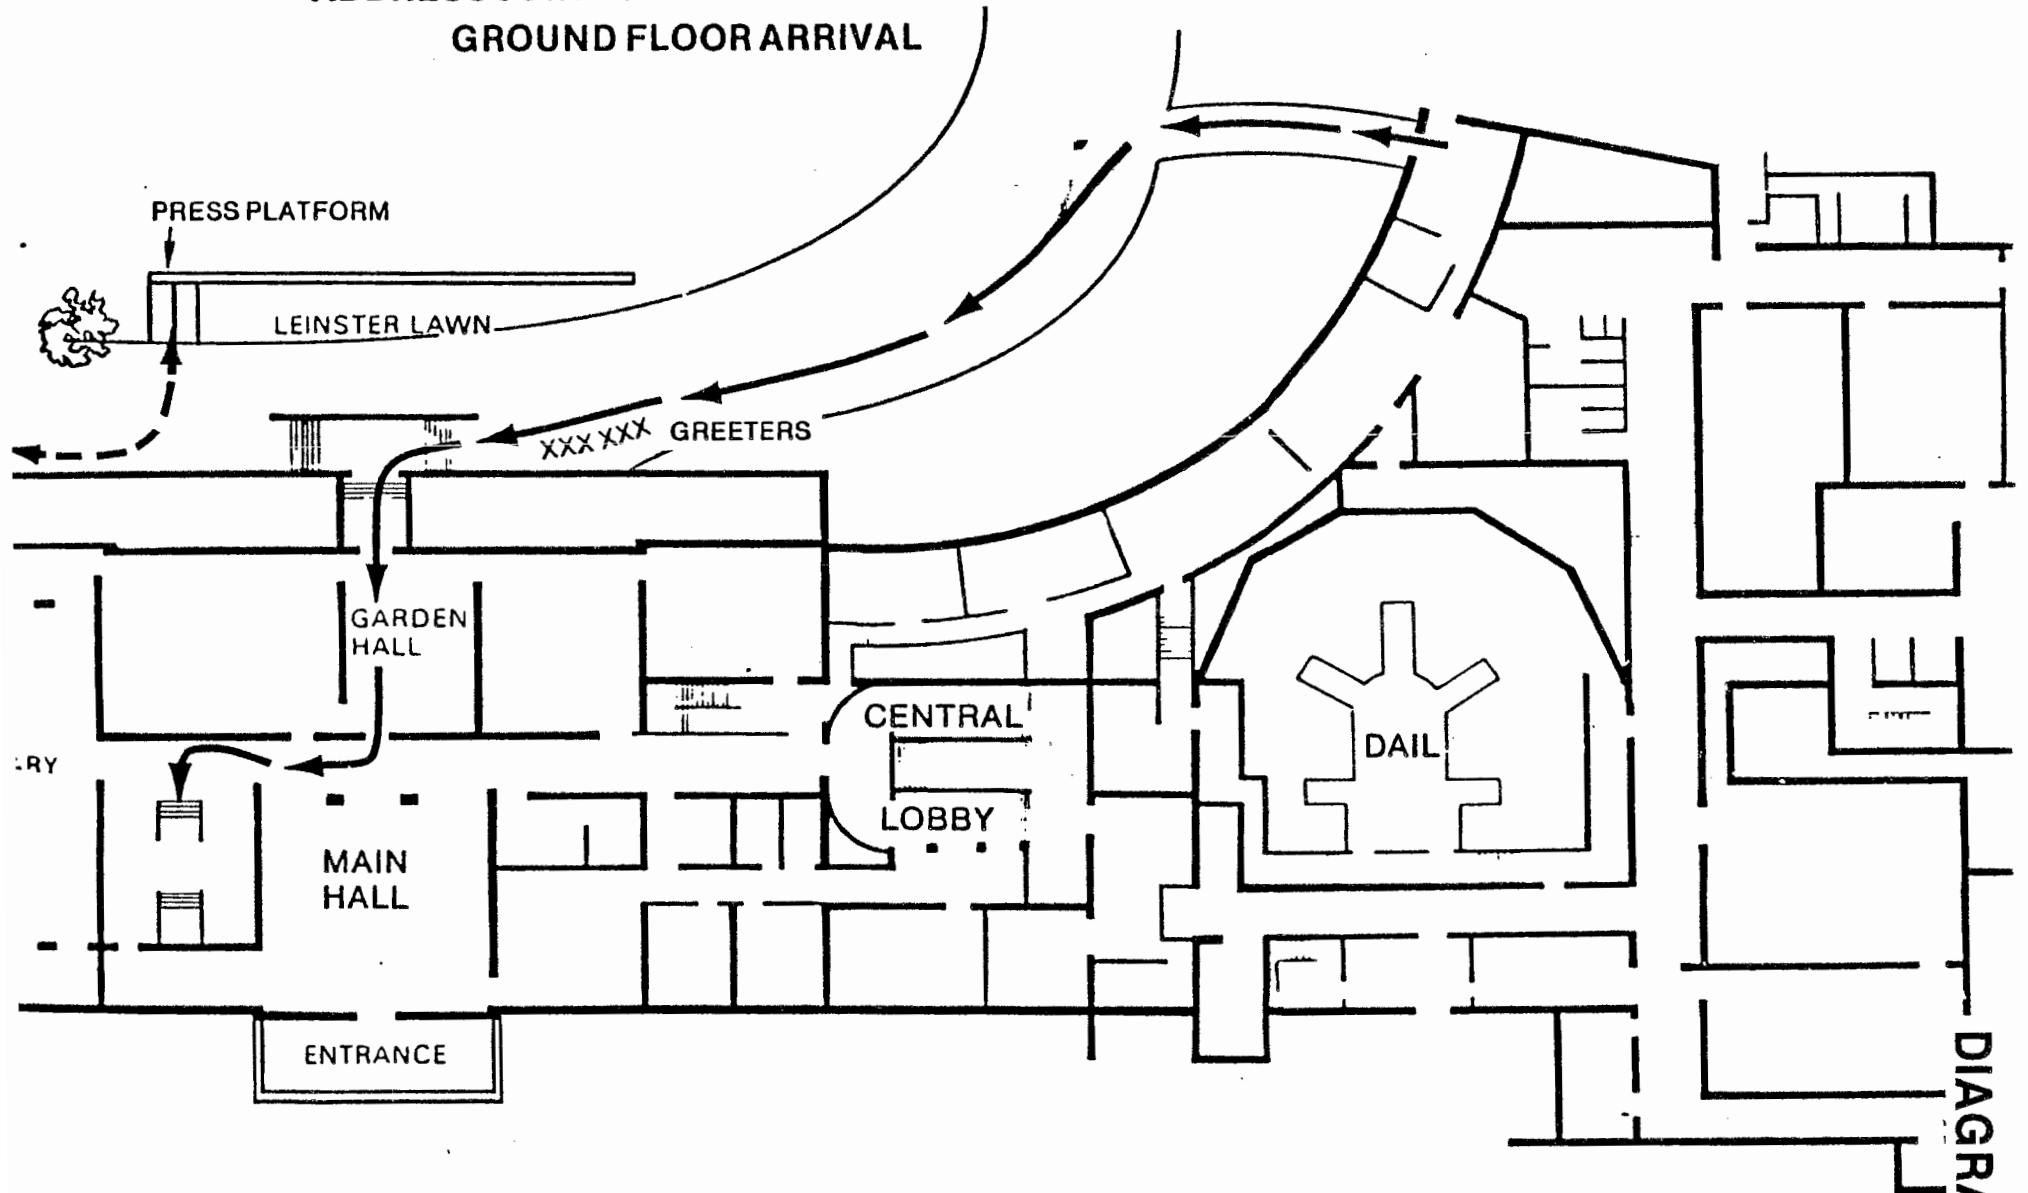 GROUND FLOOR ARRIVAL
PRESS PLATFORM
LEINSTER LAWN
XXX XXX GREETERS
GARDEN
HALL
CENTRAL
LOBBY
DAIL
MAIN
HALL
ENTRANCE